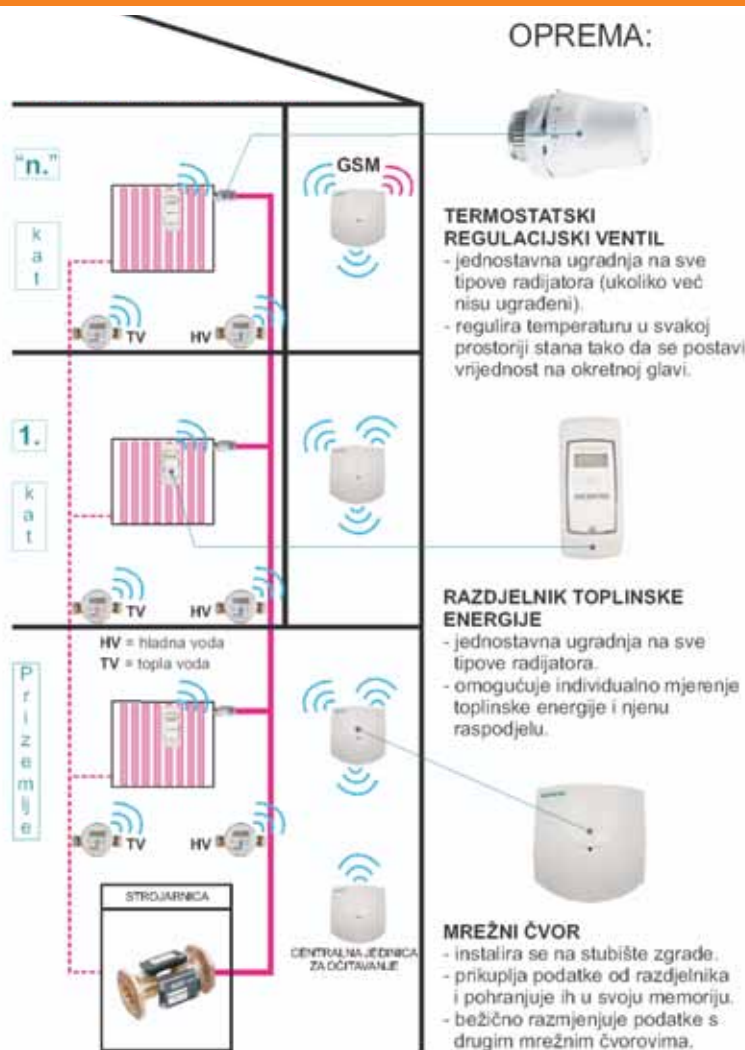 OPREMA:
"n."
kat
GSM
TV
HV
TERMOSTATSKI
REGULACIJSKI VENTIL
- jednostavna ugradnja na sve
tipove radijatora (ukoliko već
nisu ugrađeni).
- regulira temperaturu u svakoj
prostoriji stana tako da se postavi
vrijednost na okretnoj glavi.
1.
kat
TV
HV
RAZDJELNIK TOPLINSKE
ENERGIJE
- jednostavna ugradnja na sve
tipove radijatora.
- omogućuje individualno mjerenje
toplinske energije i njenu
raspodjelu.
HV = hladna voda
TV = topla voda
Prizemlje
TV
HV
STROJARNICA
CENTRALNA JEDINICA
ZA OČITAVANJE
MREŽNI ČVOR
- instalira se na stubište zgrade.
- prikuplja podatke od razdjelnika
i pohranjuje ih u svoju memoriju.
- bežično razmjenjuje podatke s
drugim mrežnim čvorovima.